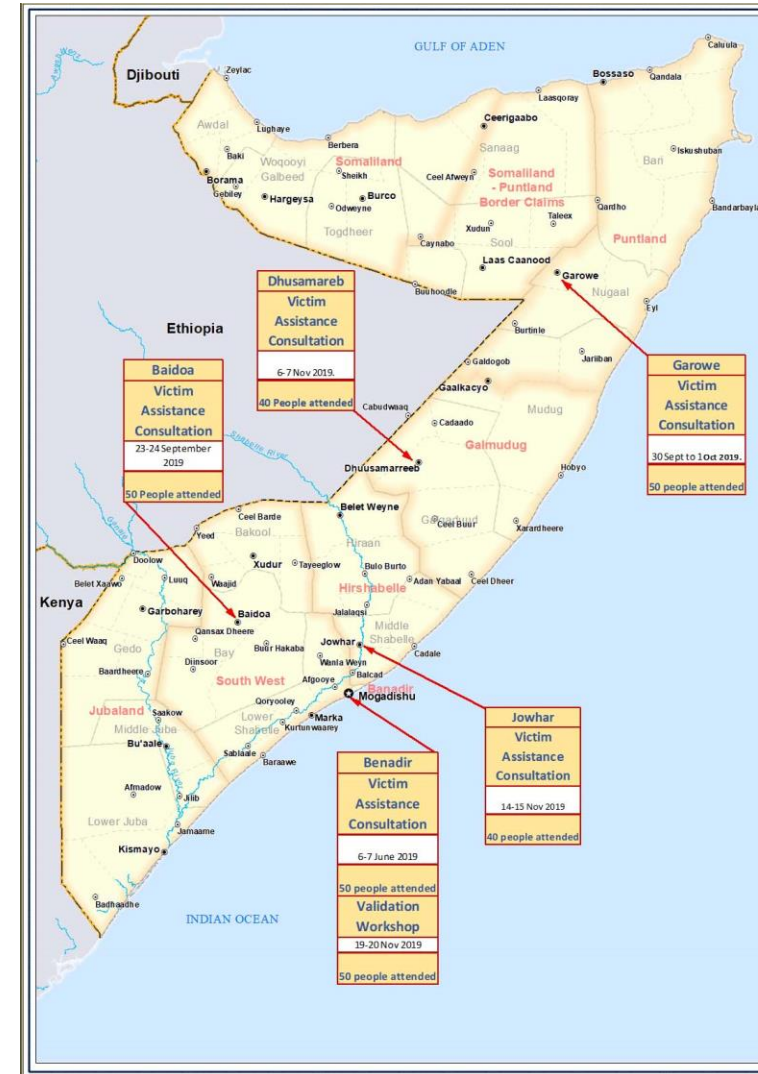 GULF OF ADEN
Caluula
Djibouti
Zeylac
Bossaso
Qandala
Laasqoray
Awdal
Lughaye
Ceerigaabo
Berbera
Sanaag
Bari
Iskushuban
Baki
Woqooyi
Galbeed
Somaliland
Sheikh
Ceel Afweyn
Somaliland
- Puntland
Border Claims
Borama
Gebiley
Hargeysa
Burco
Odweyne
Qardho
Bandarbayla
Togdheer
Xudun
Taleex
Caynabo
Sool
Puntland
Laas Caanood
Garowe
Buuhoodle
Nugaal
Eyl
Dhusamareb
Victim
Assistance
Consultation
6-7 Nov 2019.
40 People attended
Ethiopia
Burtinle
Jariiban
Galdogob
Gaalkacyo
Garowe
Victim
Assistance
Consultation
30 Sept to 1 Oct 2019.
50 people attended
Baidoa
Victim
Assistance
Consultation
23-24 September
2019
50 People attended
Cabudwaaq
Mudug
Cadaado
Galmudug
Shabelle River
Dhuusamarreeb
Hobyo
Belet Weyne
Ceel Buur
Xarardheere
Ceel Barde
Yeed
Bakool
Hiraan
Doolow
Xudur
Tayeeglow
Bulo Burto
Belet Xaawo
Luuq
Waajid
Adan Yabaal
Ceel Dheer
Hirshabelle
Kenya
Garboharey
Baidoa
Jalalaqsi
Qansax Dheere
Middle
Shabelle
Ceel Waaq
Gedo
Bay
Buur Hakaba
Jowhar
Cadale
Baardheere
Diinsoor
Wanla Weyn
Balcad
South West
Afgooye
Banadir
Mogadishu
Jubaland
Qoryooley
Saakow
Middle Juba
Lower
Shabelle
Marka
Kurtunwaarey
Bu'aale
Sablaale
Baraawe
Jowhar
Victim
Assistance
Consultation
14-15 Nov 2019
40 people attended
Benadir
Victim
Assistance
Consultation
6-7 June 2019
50 people attended
Validation
Workshop
19-20 Nov 2019
50 people attended
Afmadow
Jilib
Lower Juba
Jamaame
Kismayo
Badhaadhe
INDIAN OCEAN